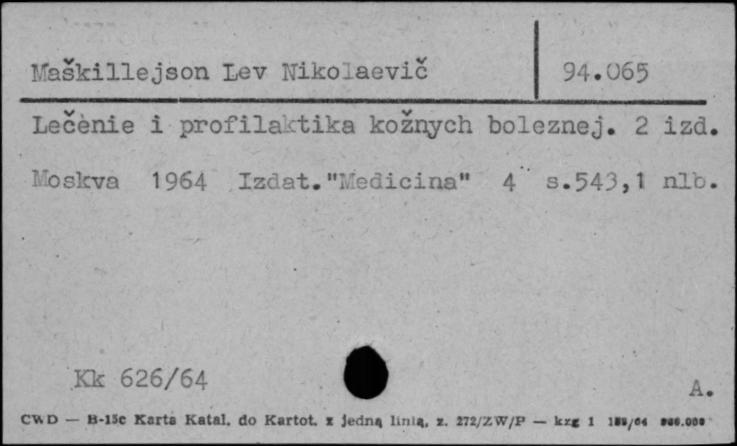 Maškillejson Lev Nikolaevič 94.065
Lečenie i profilaktika kožnych boleznej. 2 izd.
Moskva 1964 Izdat."Medicina" 4 s.543,1 nlb.
Kk 626/64
A.
CWD — B-15c Karta Katal. do Kartot. z jedną linią, z. 272/ZW/P — kzg 1